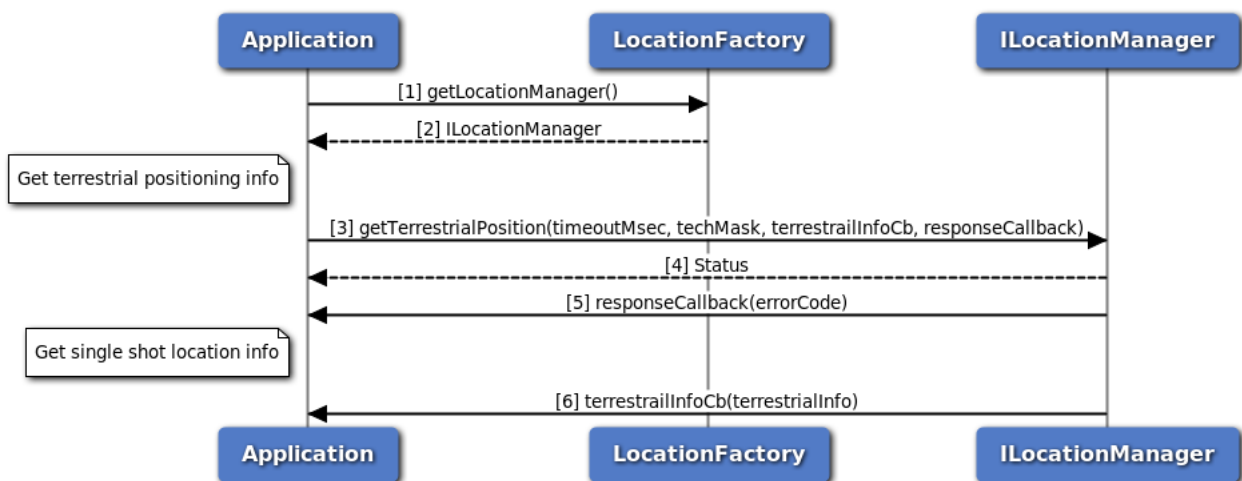 Application
LocationFactory
ILocationManager
[1] getLocationManager()
[2] ILocationManager
Get terrestrial positioning info
[3] getTerrestrialPosition(timeoutMsec, techMask, terrestrailInfoCb, responseCallback)
[4] Status
[5] responseCallback(errorCode)
Get single shot location info
[6] terrestrailInfoCb(terrestrialInfo)
Application
LocationFactory
ILocationManager